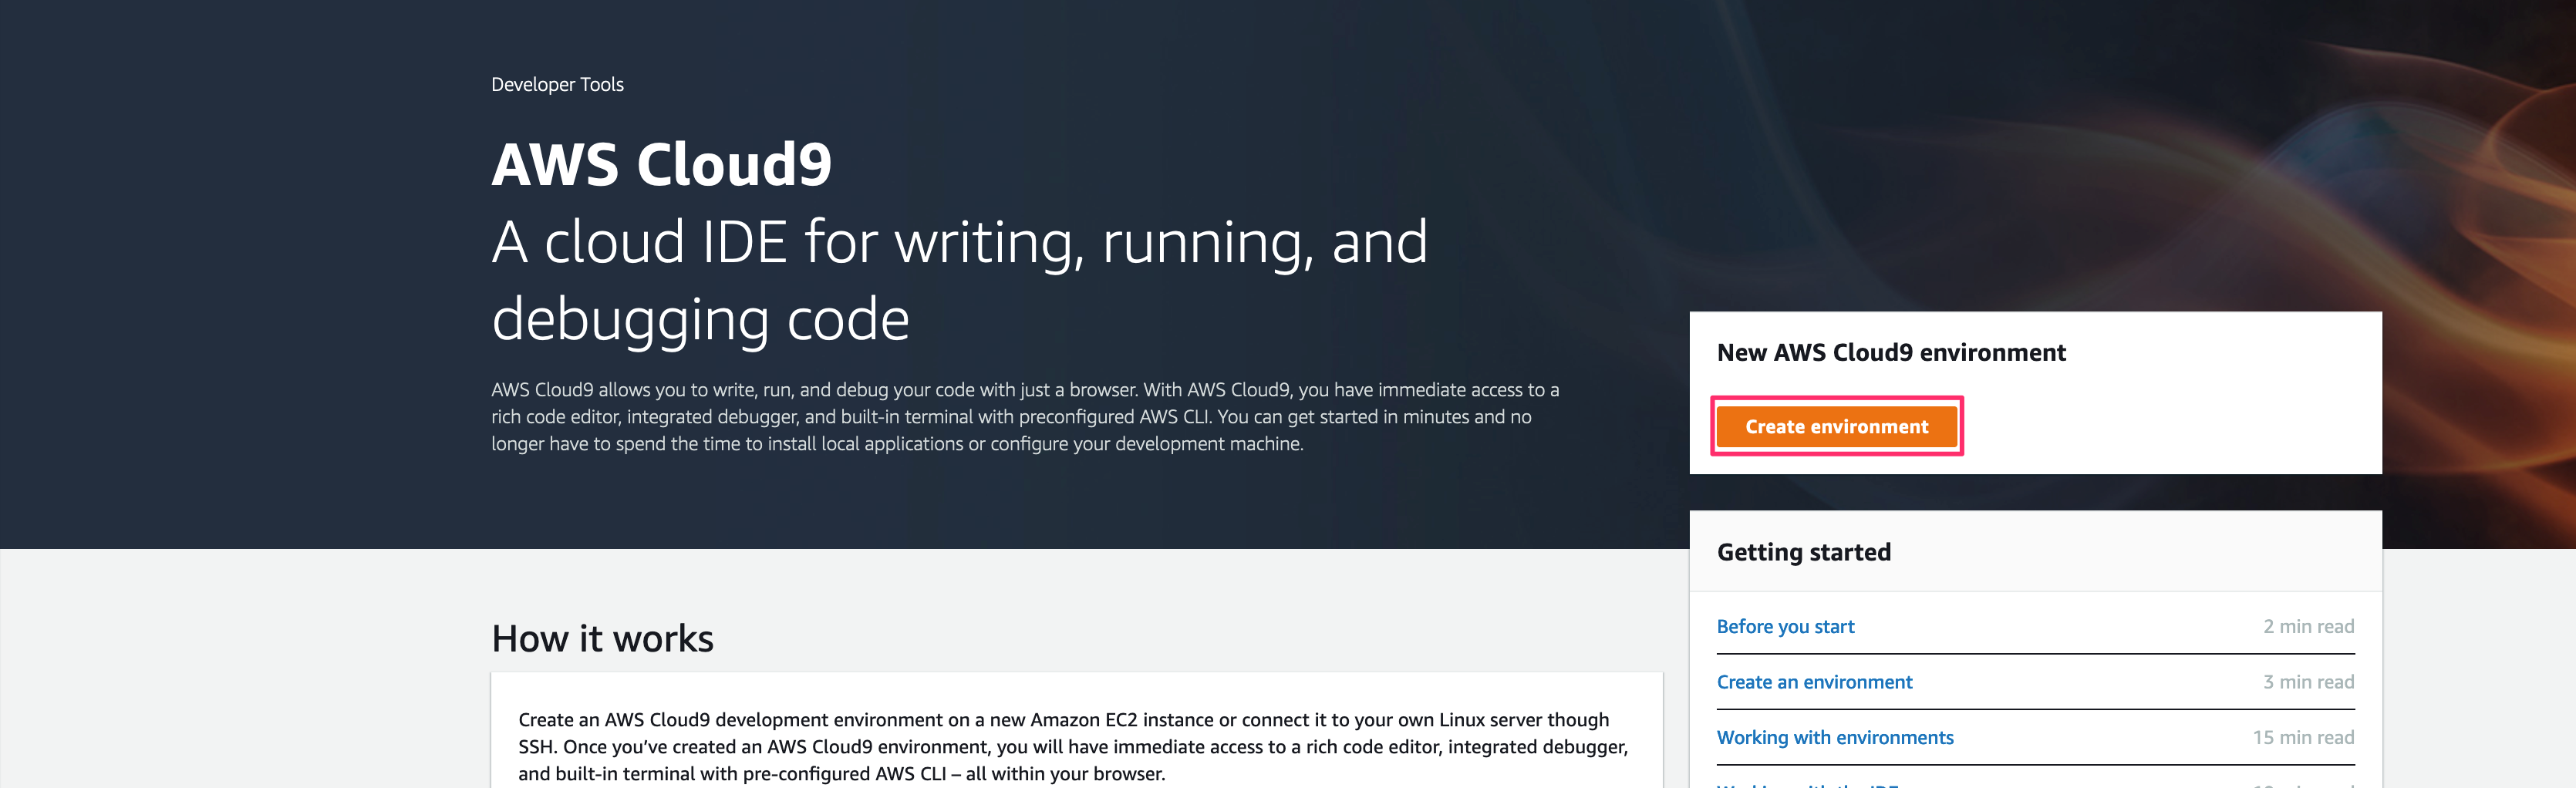 Developer Tools
AWS Cloud9
A cloud IDE for writing, running, and
debugging code
AWS Cloud9 allows you to write, run, and debug your code with just a browser. With AWS Cloud9, you have immediate access to a
rich code editor, integrated debugger, and built-in terminal with preconfigured AWS CLI. You can get started in minutes and no
longer have to spend the time to install local applications or configure your development machine.
New AWS Cloud9 environment
Create environment
Getting started
Before you start 2 min read
Create an environment 3 min read
Working with environments 15 min read
How it works
Create an AWS Cloud9 development environment on a new Amazon EC2 instance or connect it to your own Linux server though
SSH. Once you’ve created an AWS Cloud9 environment, you will have immediate access to a rich code editor, integrated debugger,
and built-in terminal with pre-configured AWS CLI – all within your browser.